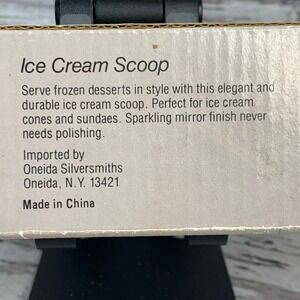 Ice Cream Scoop
Serve frozen desserts in style with this elegant and
durable ice cream scoop. Perfect for ice cream
cones and sundaes. Sparkling mirror finish never
needs polishing.
Imported by
Oneida Silversmiths
Oneida, N.Y. 13421
Made in China